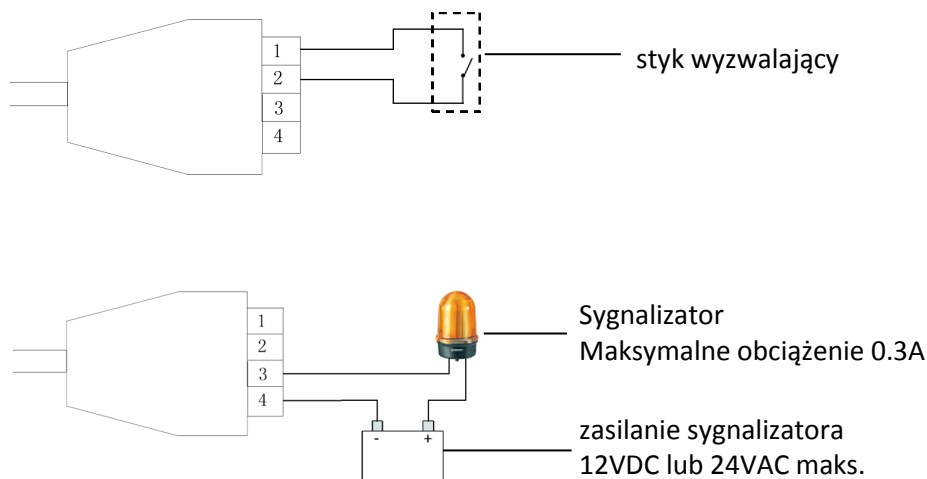 1
2
3
4
styk wyzwalający
1
2
3
4
Sygnalizator
Maksymalne obciążenie 0.3A
- +
zasilanie sygnalizatora
12VDC lub 24VAC maks.